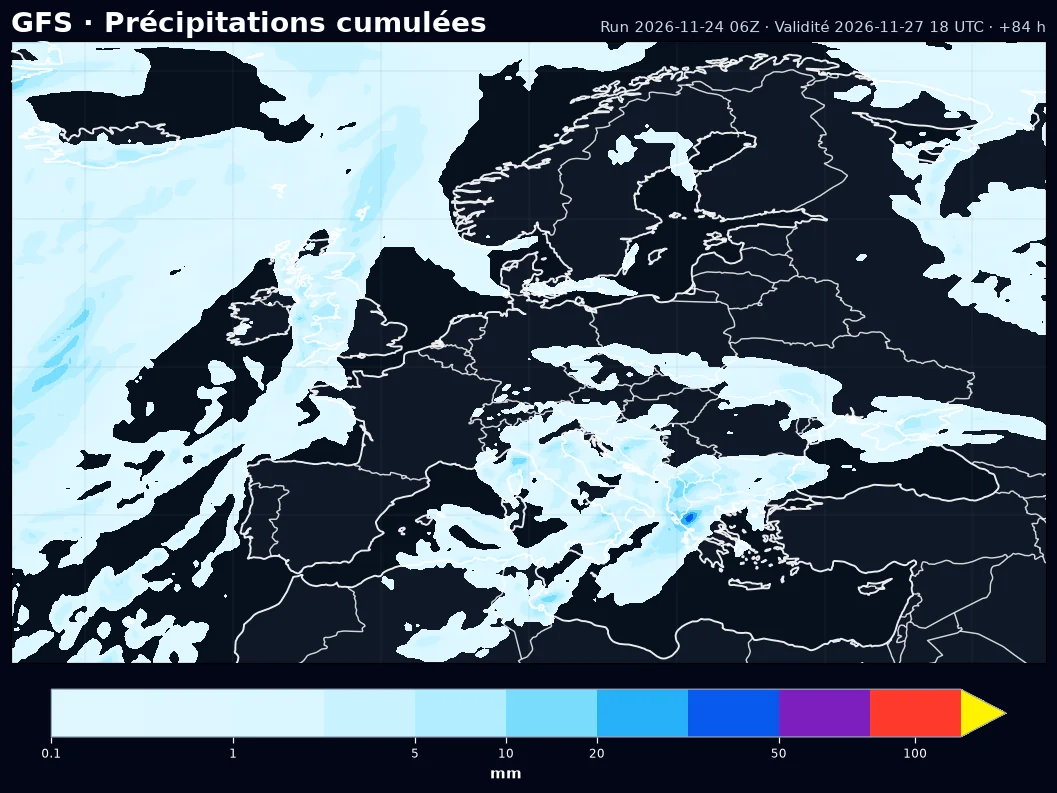 GFS · Précipitations cumulées
Run 2026-11-24 06Z · Validité 2026-11-27 18 UTC · +84 h
0.1 1 5 10 20 50 100
mm